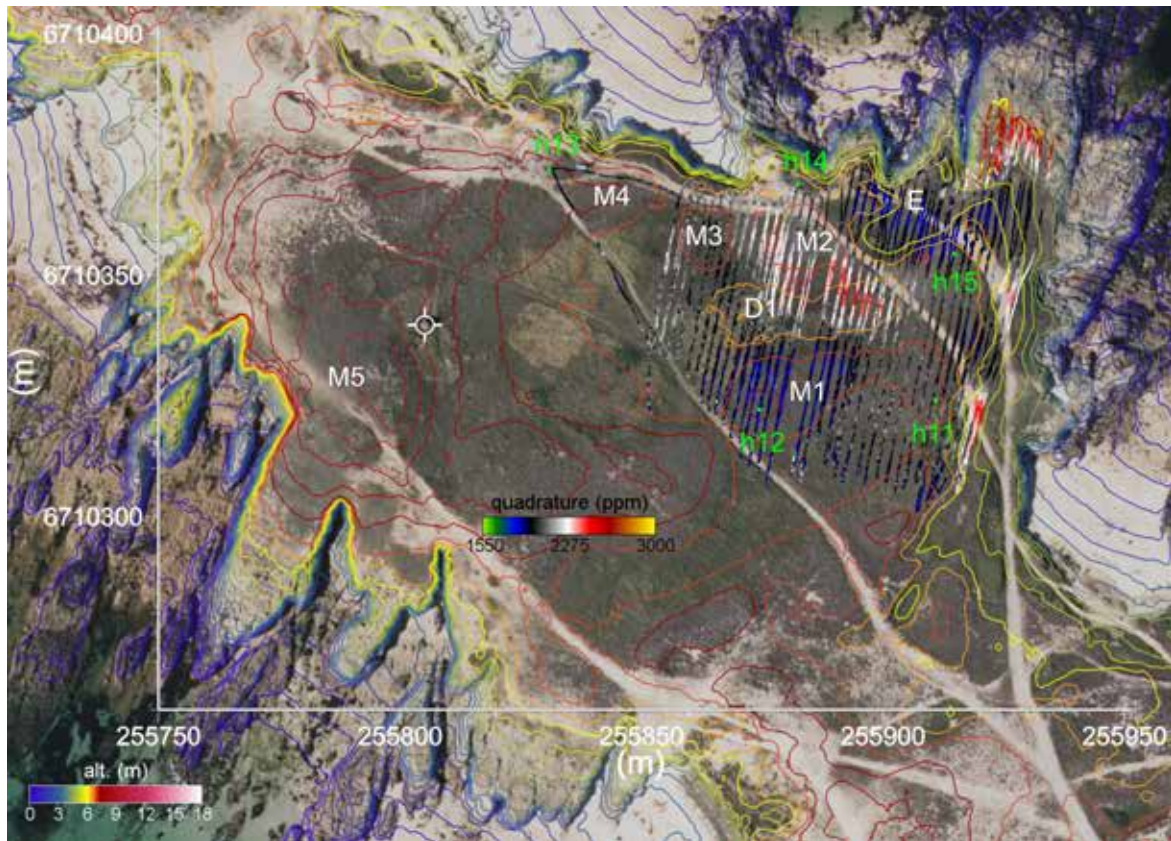 6710400
h13
h14
M4
E
M3
M2
6710350
h15
D1
(m)
M5
M1
h12
h11
quadrature (ppm)
6710300
1550 2275 3000
255750 255800 255850 255900 255950
(m)
alt. (m)
0 3 6 9 12 15 18